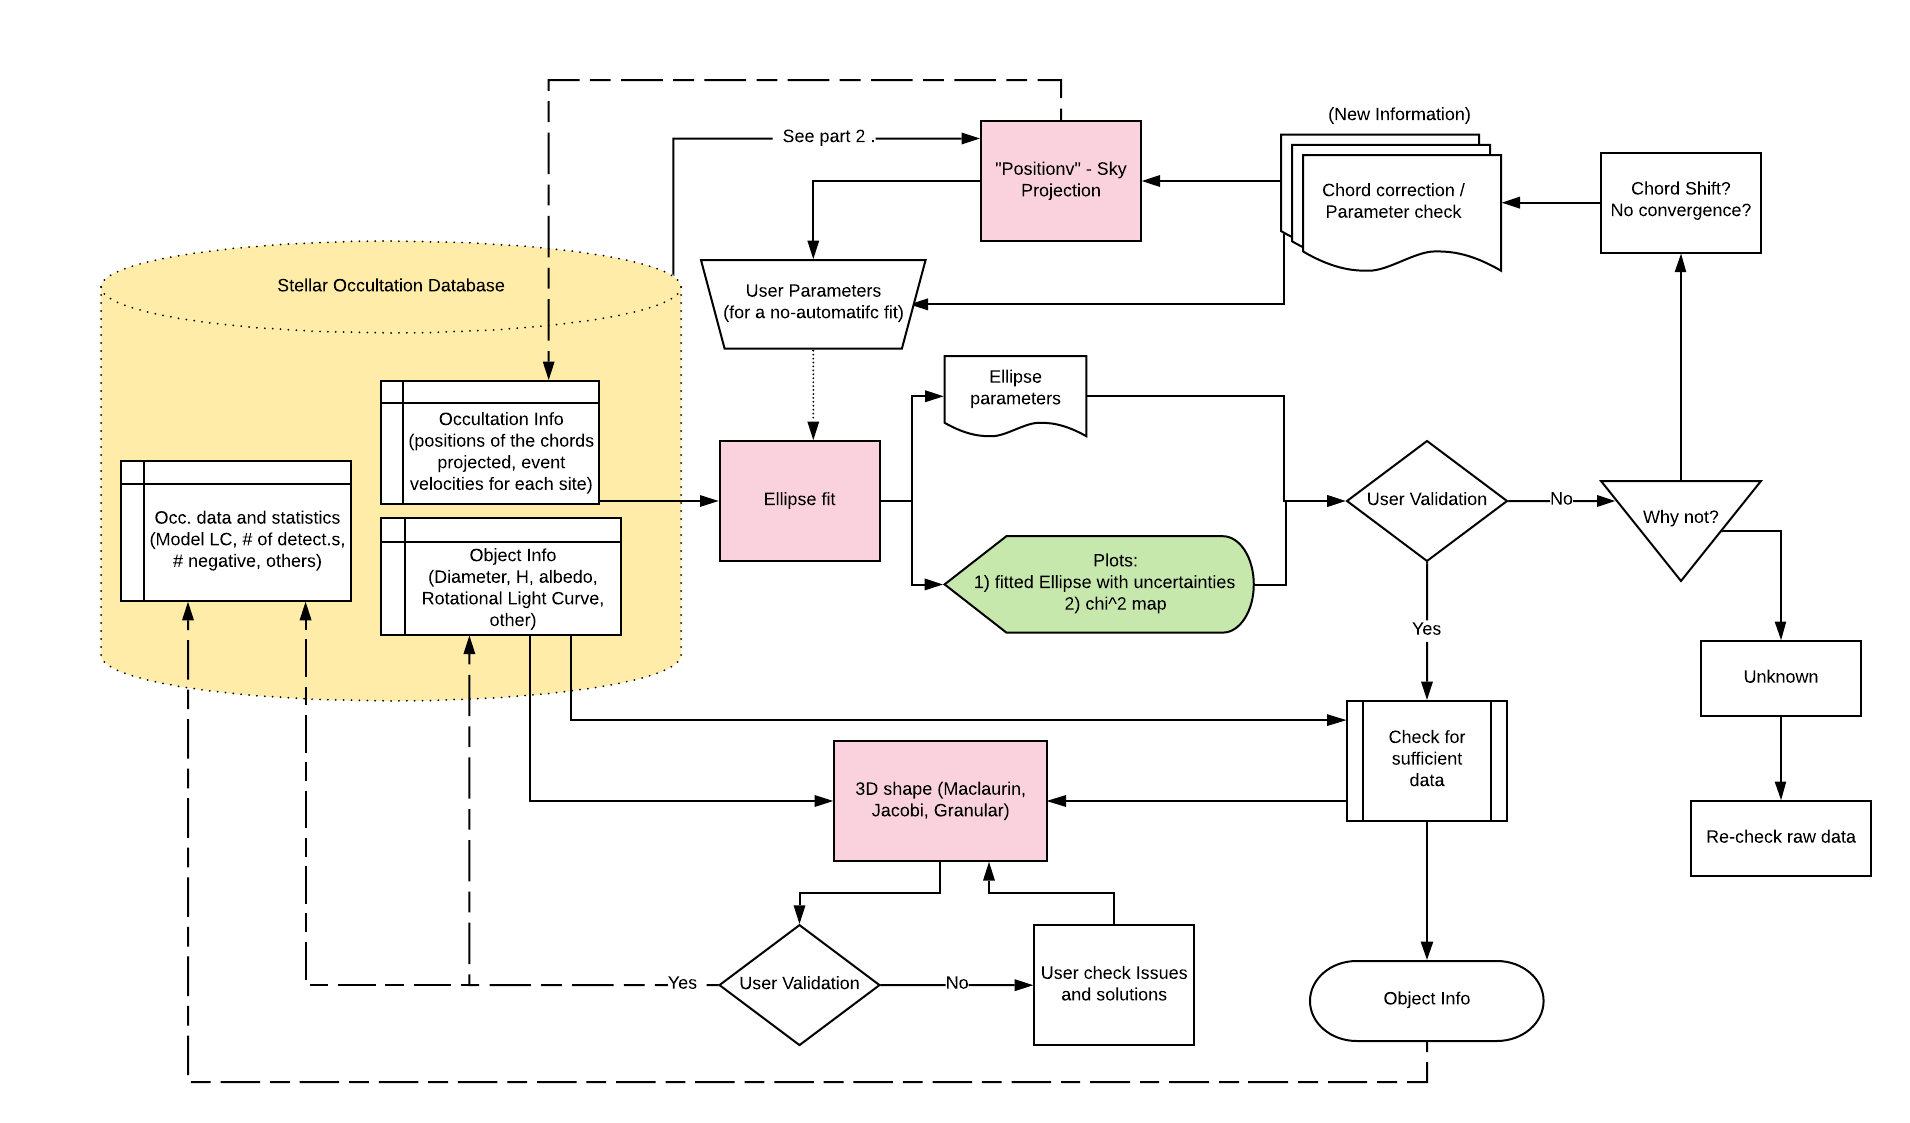 (New Information)
See part 2 .
"Positionv" - Sky
Projection
Chord correction /
Parameter check
Chord Shift?
No convergence?
Stellar Occultation Database
User Parameters
(for a no-automatifc fit)
Occultation Info
(positions of the chords
projected, event
velocities for each site)
Ellipse
parameters
Ellipse fit
User Validation
No
Why not?
Occ. data and statistics
(Model LC, # of detect.s,
# negative, others)
Object Info
(Diameter, H, albedo,
Rotational Light Curve,
other)
Plots:
1) fitted Ellipse with uncertainties
2) chi^2 map
Yes
Unknown
Check for
sufficient
data
3D shape (Maclaurin,
Jacobi, Granular)
Re-check raw data
Yes
User Validation
No
User check Issues
and solutions
Object Info